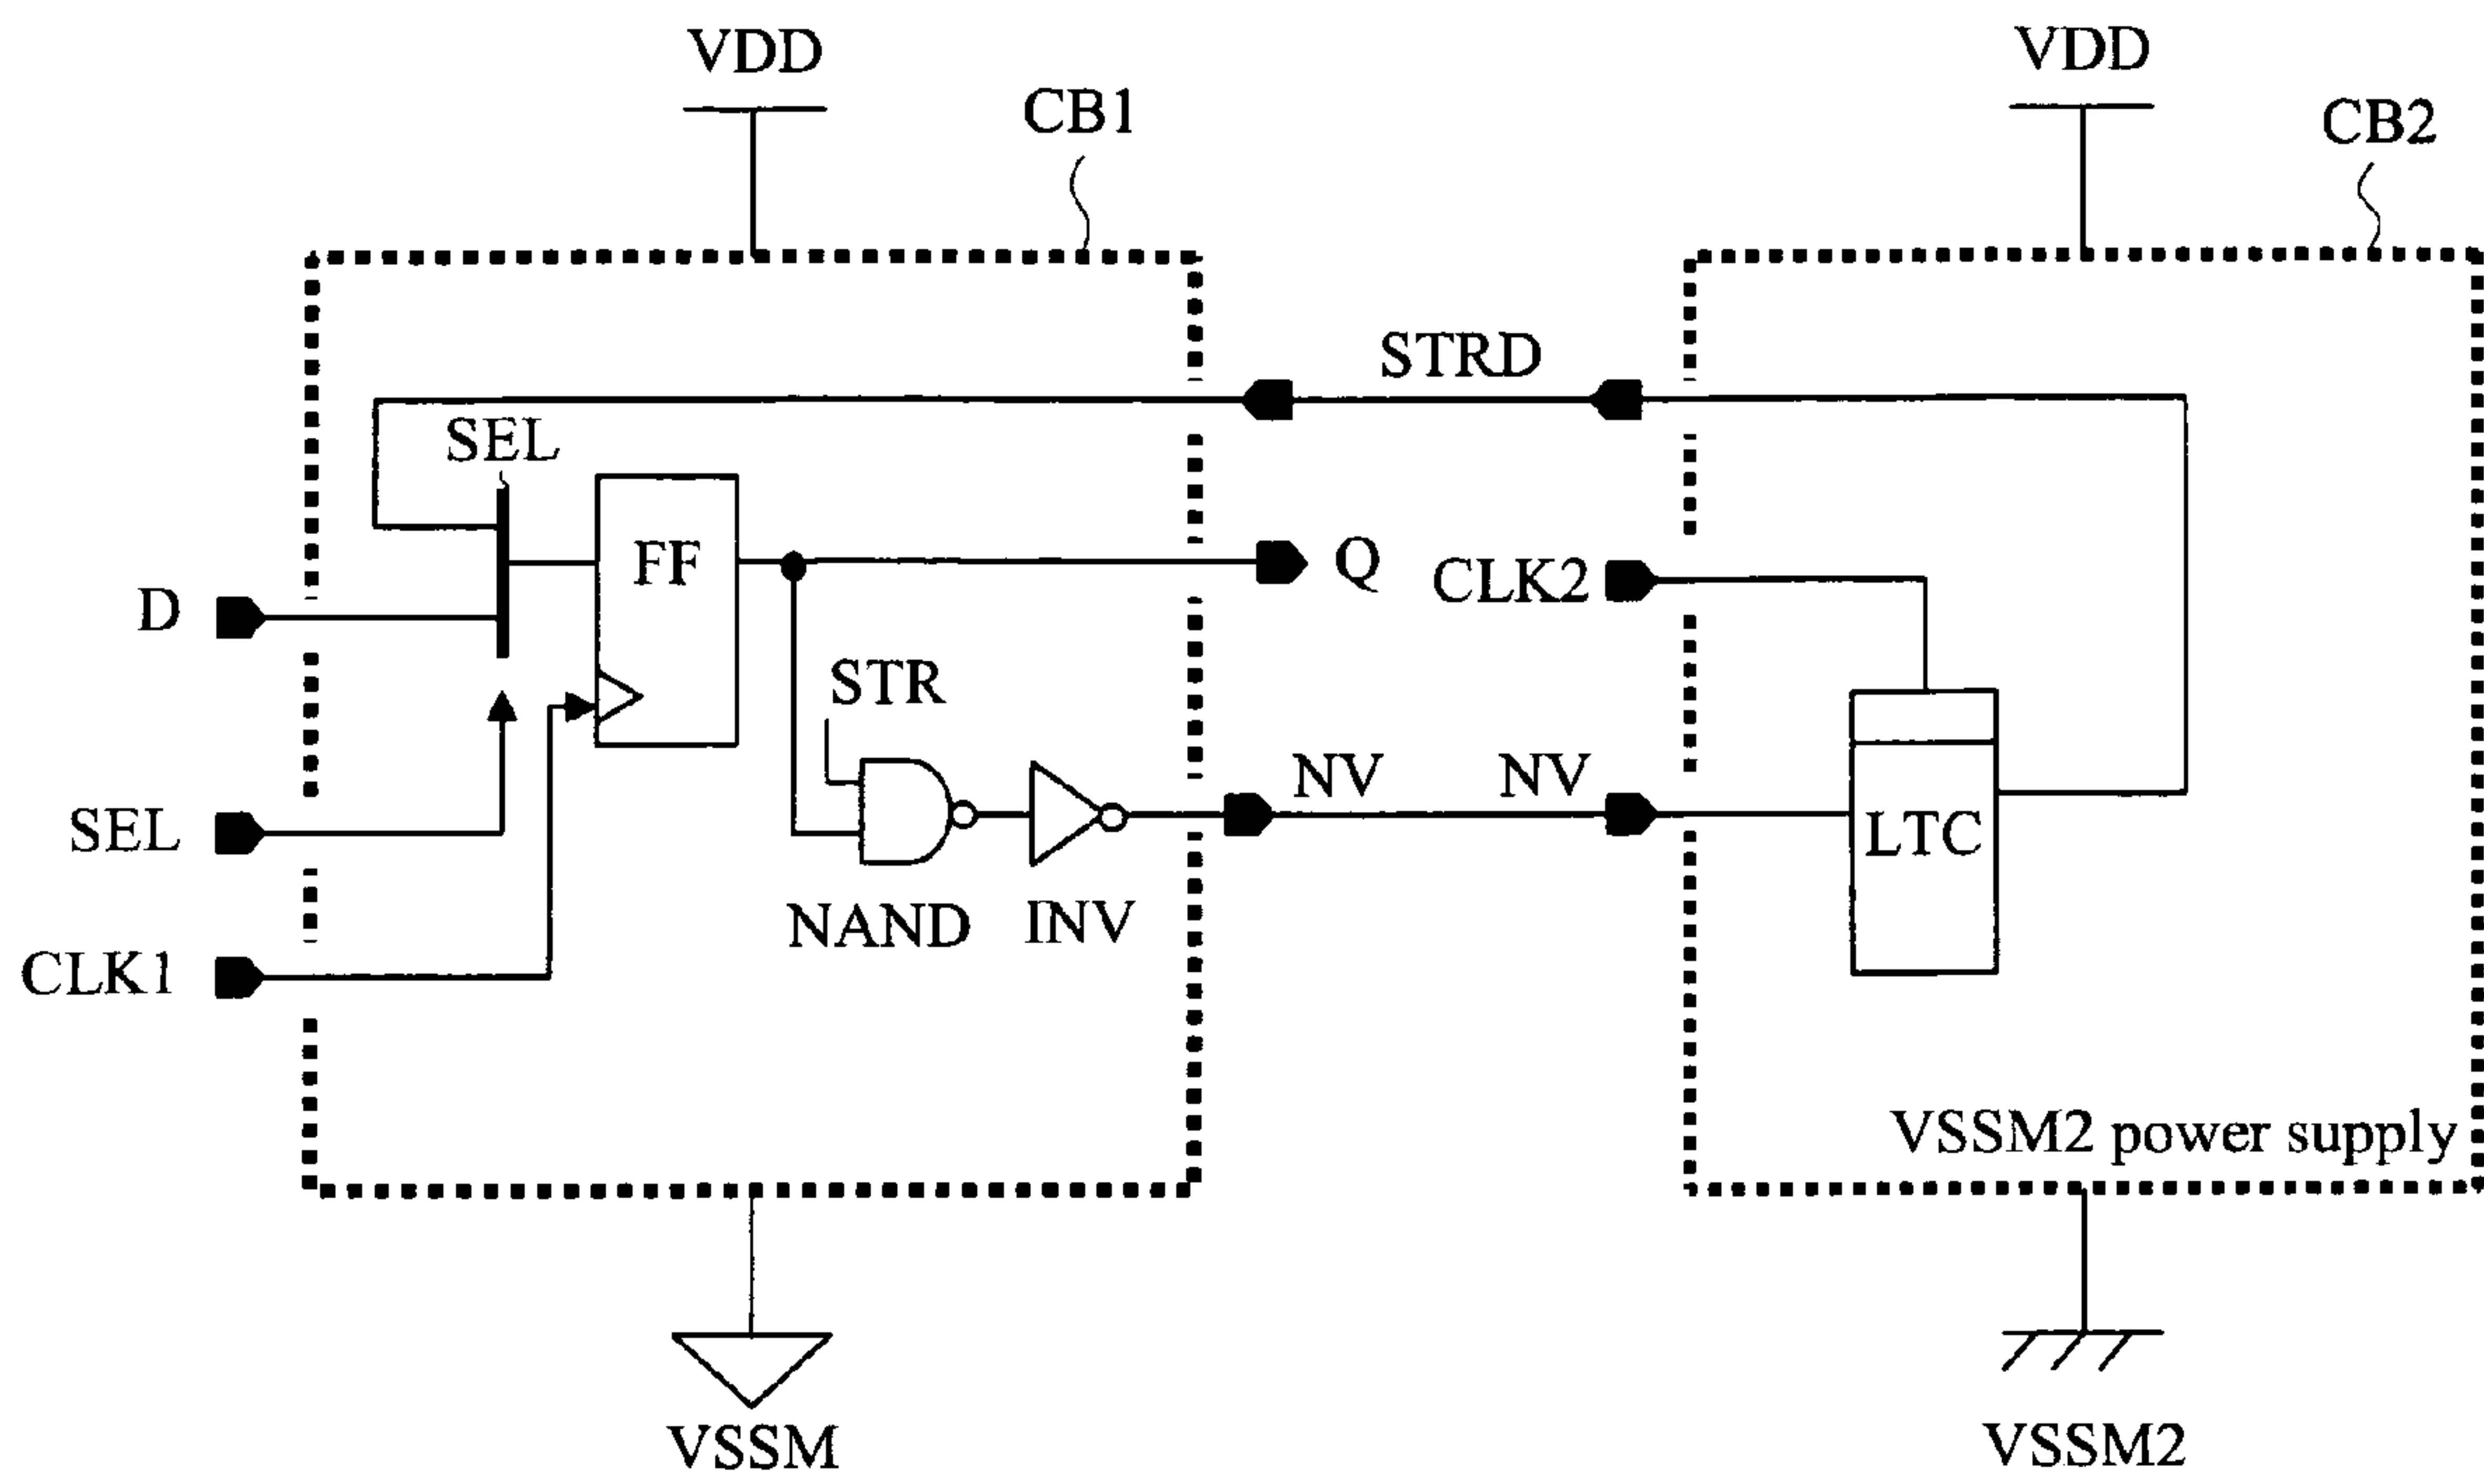 VDD
VDD
CB1
CB2
STRD
SEL
FF
Q
CLK2
D
STR
NV
NV
SEL
LTC
NAND
INV
CLK1
VSSM2 power supply
VSSM
VSSM2